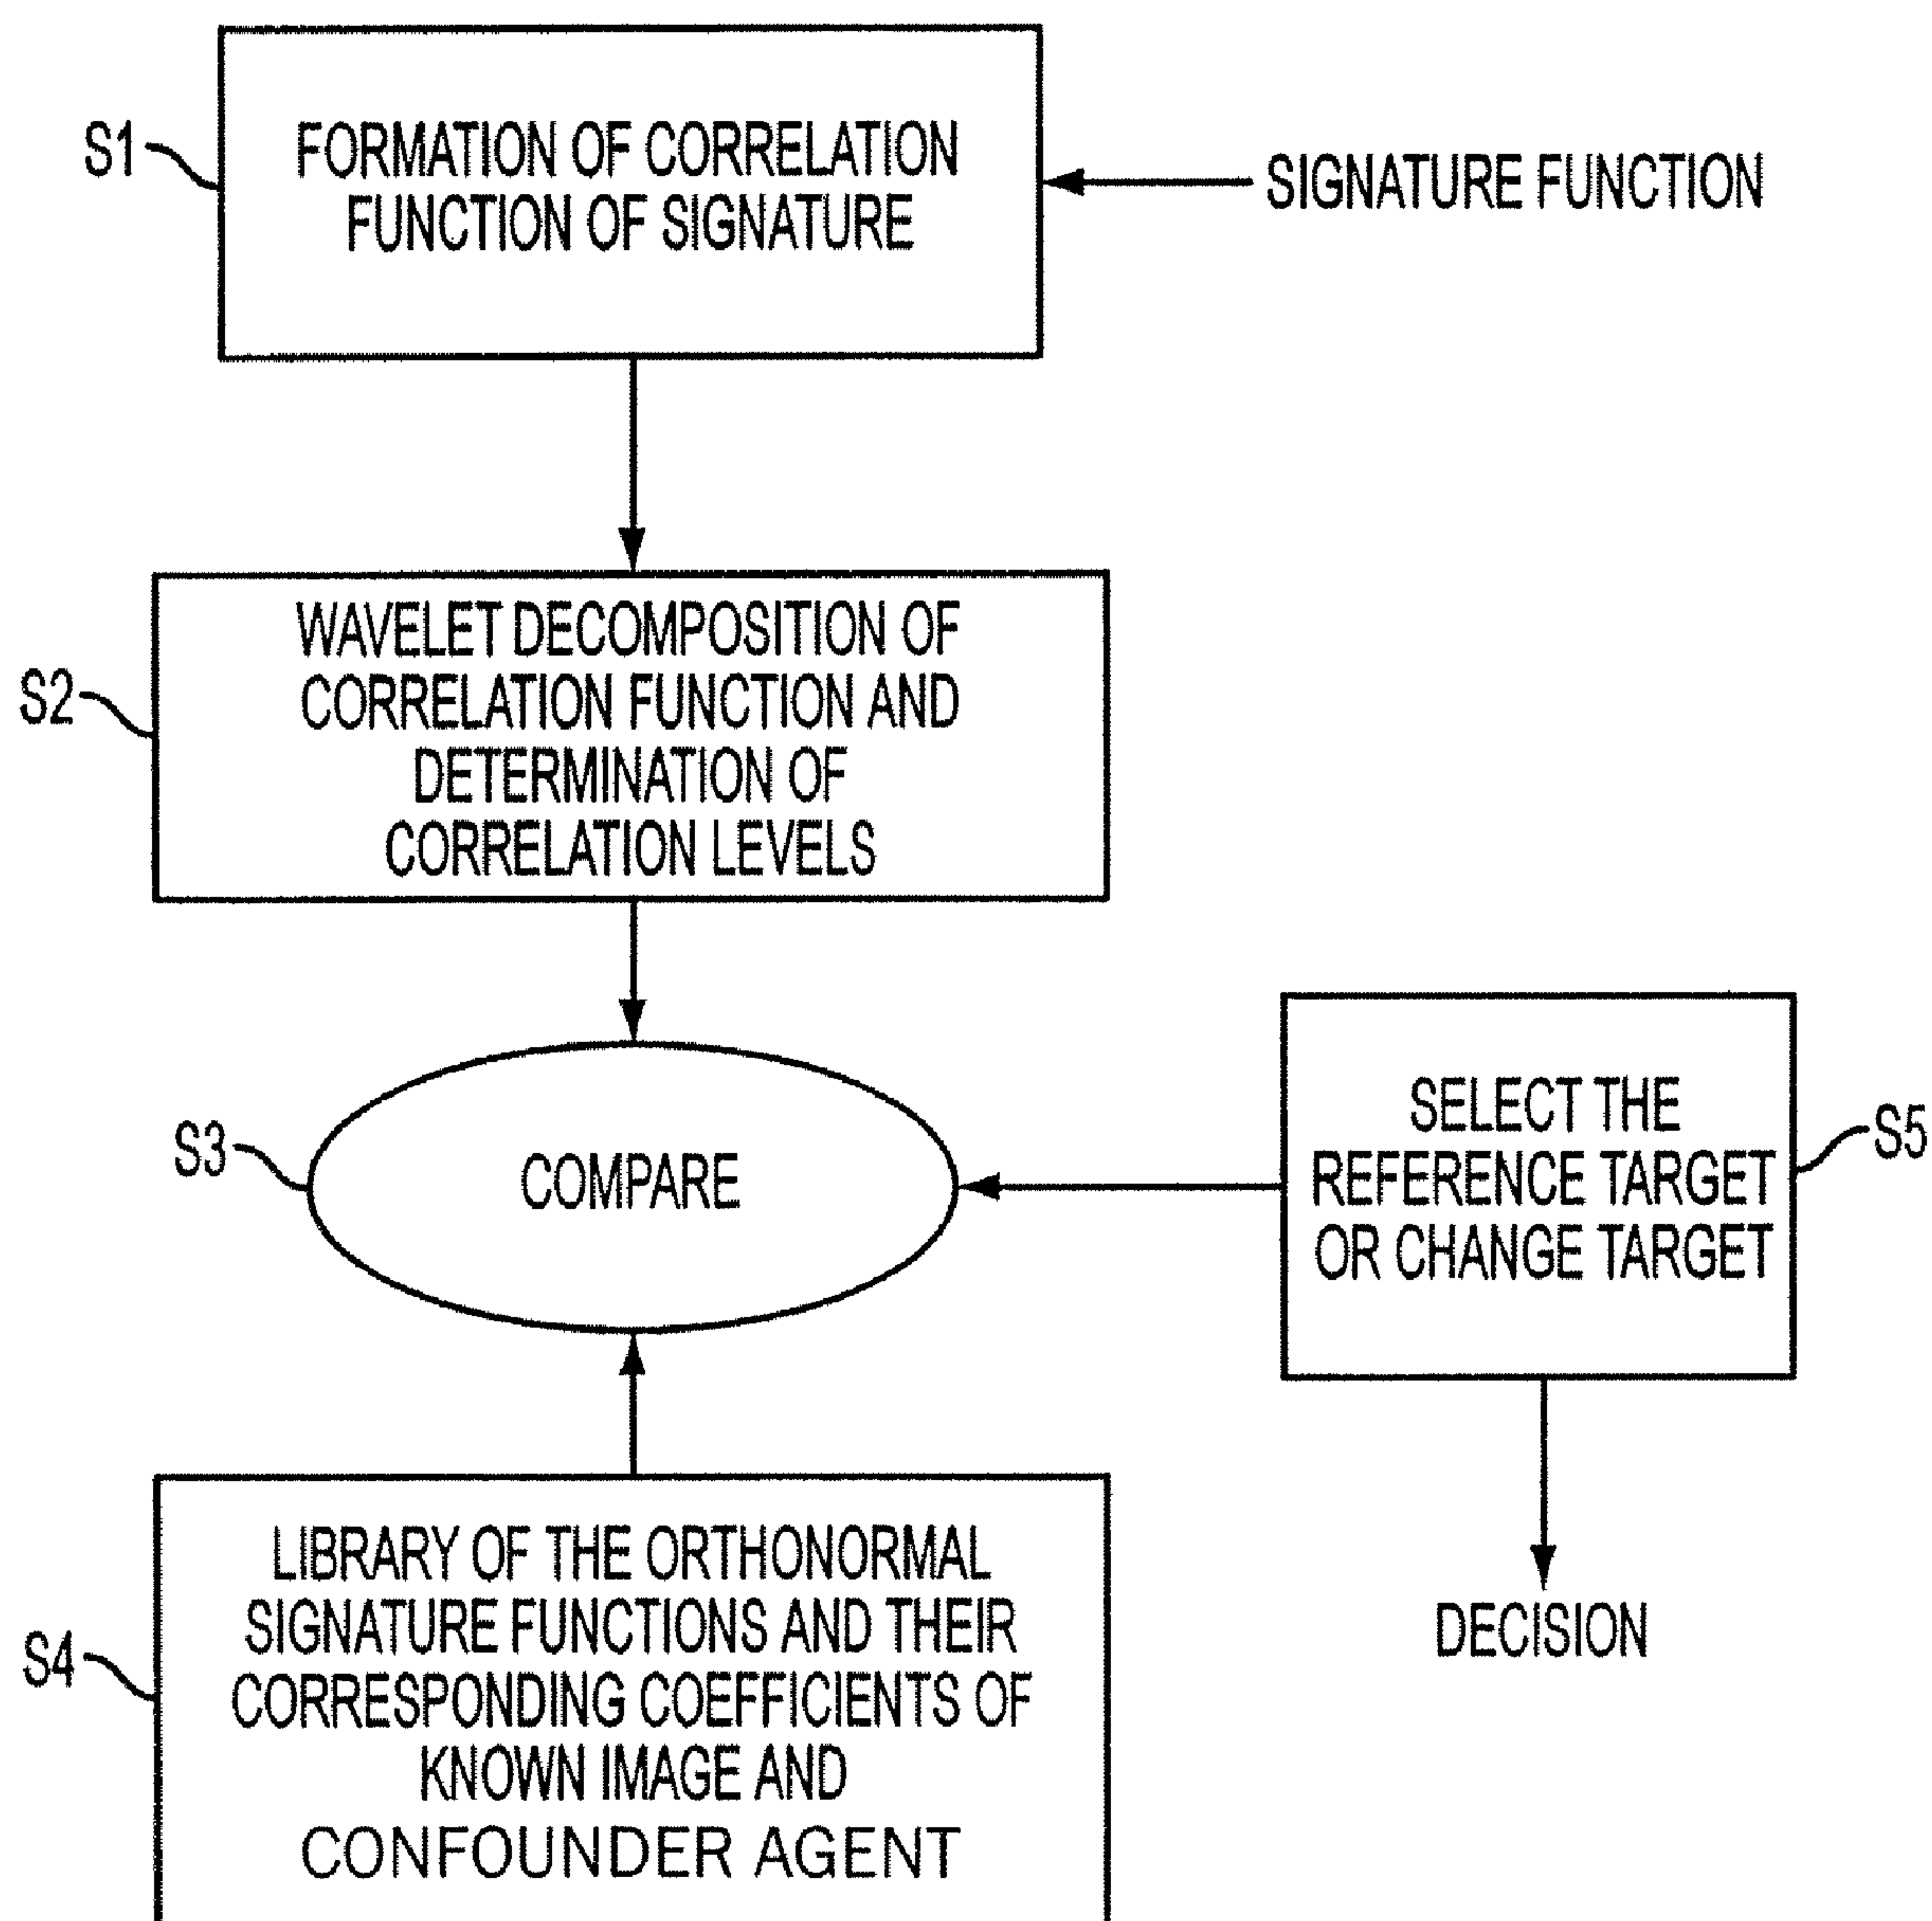 S1
FORMATION OF CORRELATION
FUNCTION OF SIGNATURE
SIGNATURE FUNCTION
S2
WAVELET DECOMPOSITION OF
CORRELATION FUNCTION AND
DETERMINATION OF
CORRELATION LEVELS
S3
COMPARE
SELECT THE
REFERENCE TARGET
OR CHANGE TARGET
S5
S4
LIBRARY OF THE ORTHONORMAL
SIGNATURE FUNCTIONS AND THEIR
CORRESPONDING COEFFICIENTS OF
KNOWN IMAGE AND
CONFOUNDER AGENT
DECISION